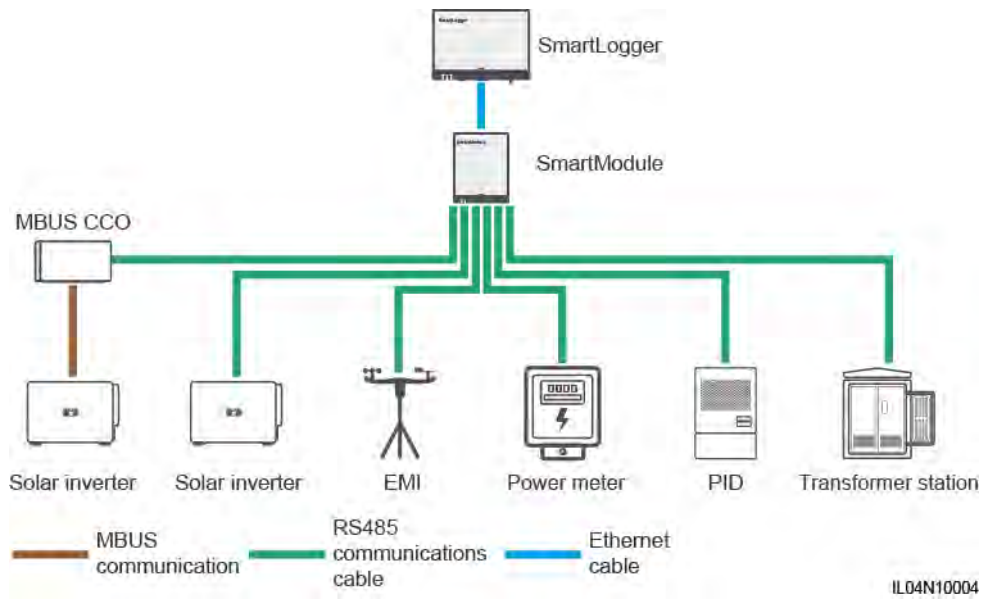 SmartLogger
SmartModule
MBUS CCO
Solar inverter
Solar inverter
EMI
Power meter
PID
Transformer station
MBUS
communication
RS485
communications
cable
Ethernet
cable
IL04N10004